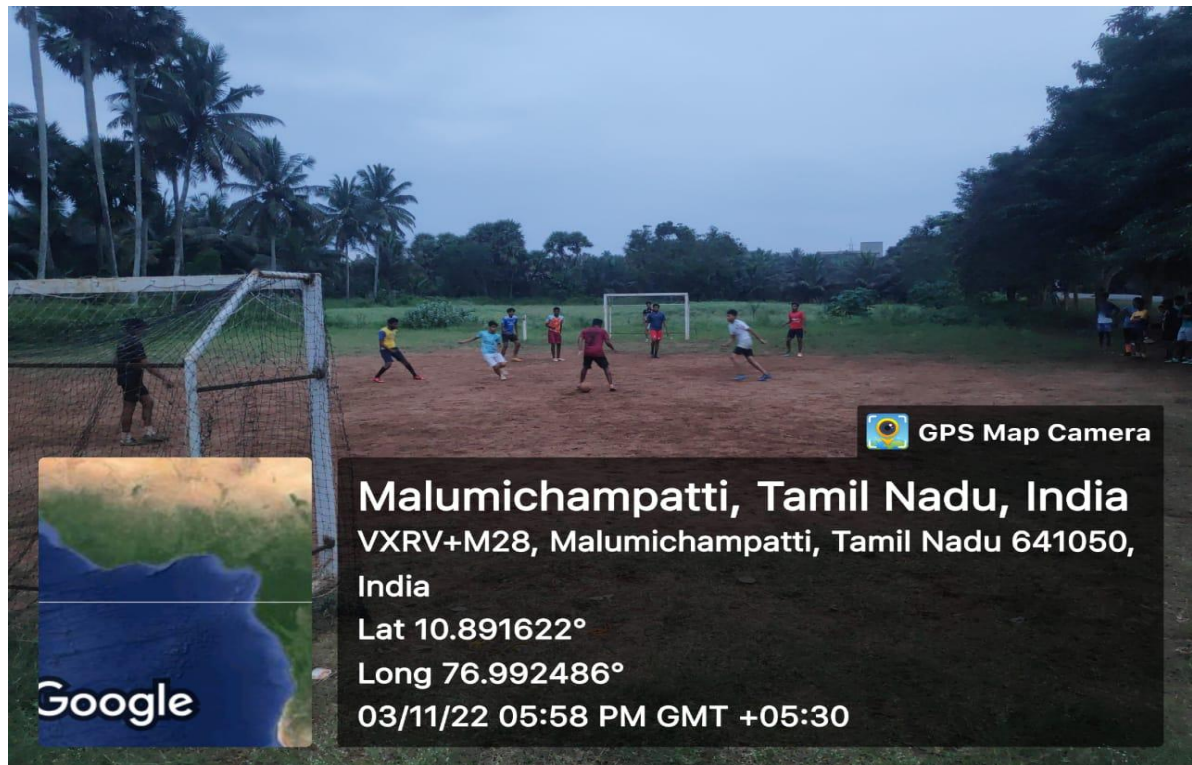 GPS Map Camera
Malumichampatti, Tamil Nadu, India
VXRV+M28, Malumichampatti, Tamil Nadu 641050,
India
Lat 10.891622°
Long 76.992486°
03/11/22 05:58 PM GMT +05:30
Google